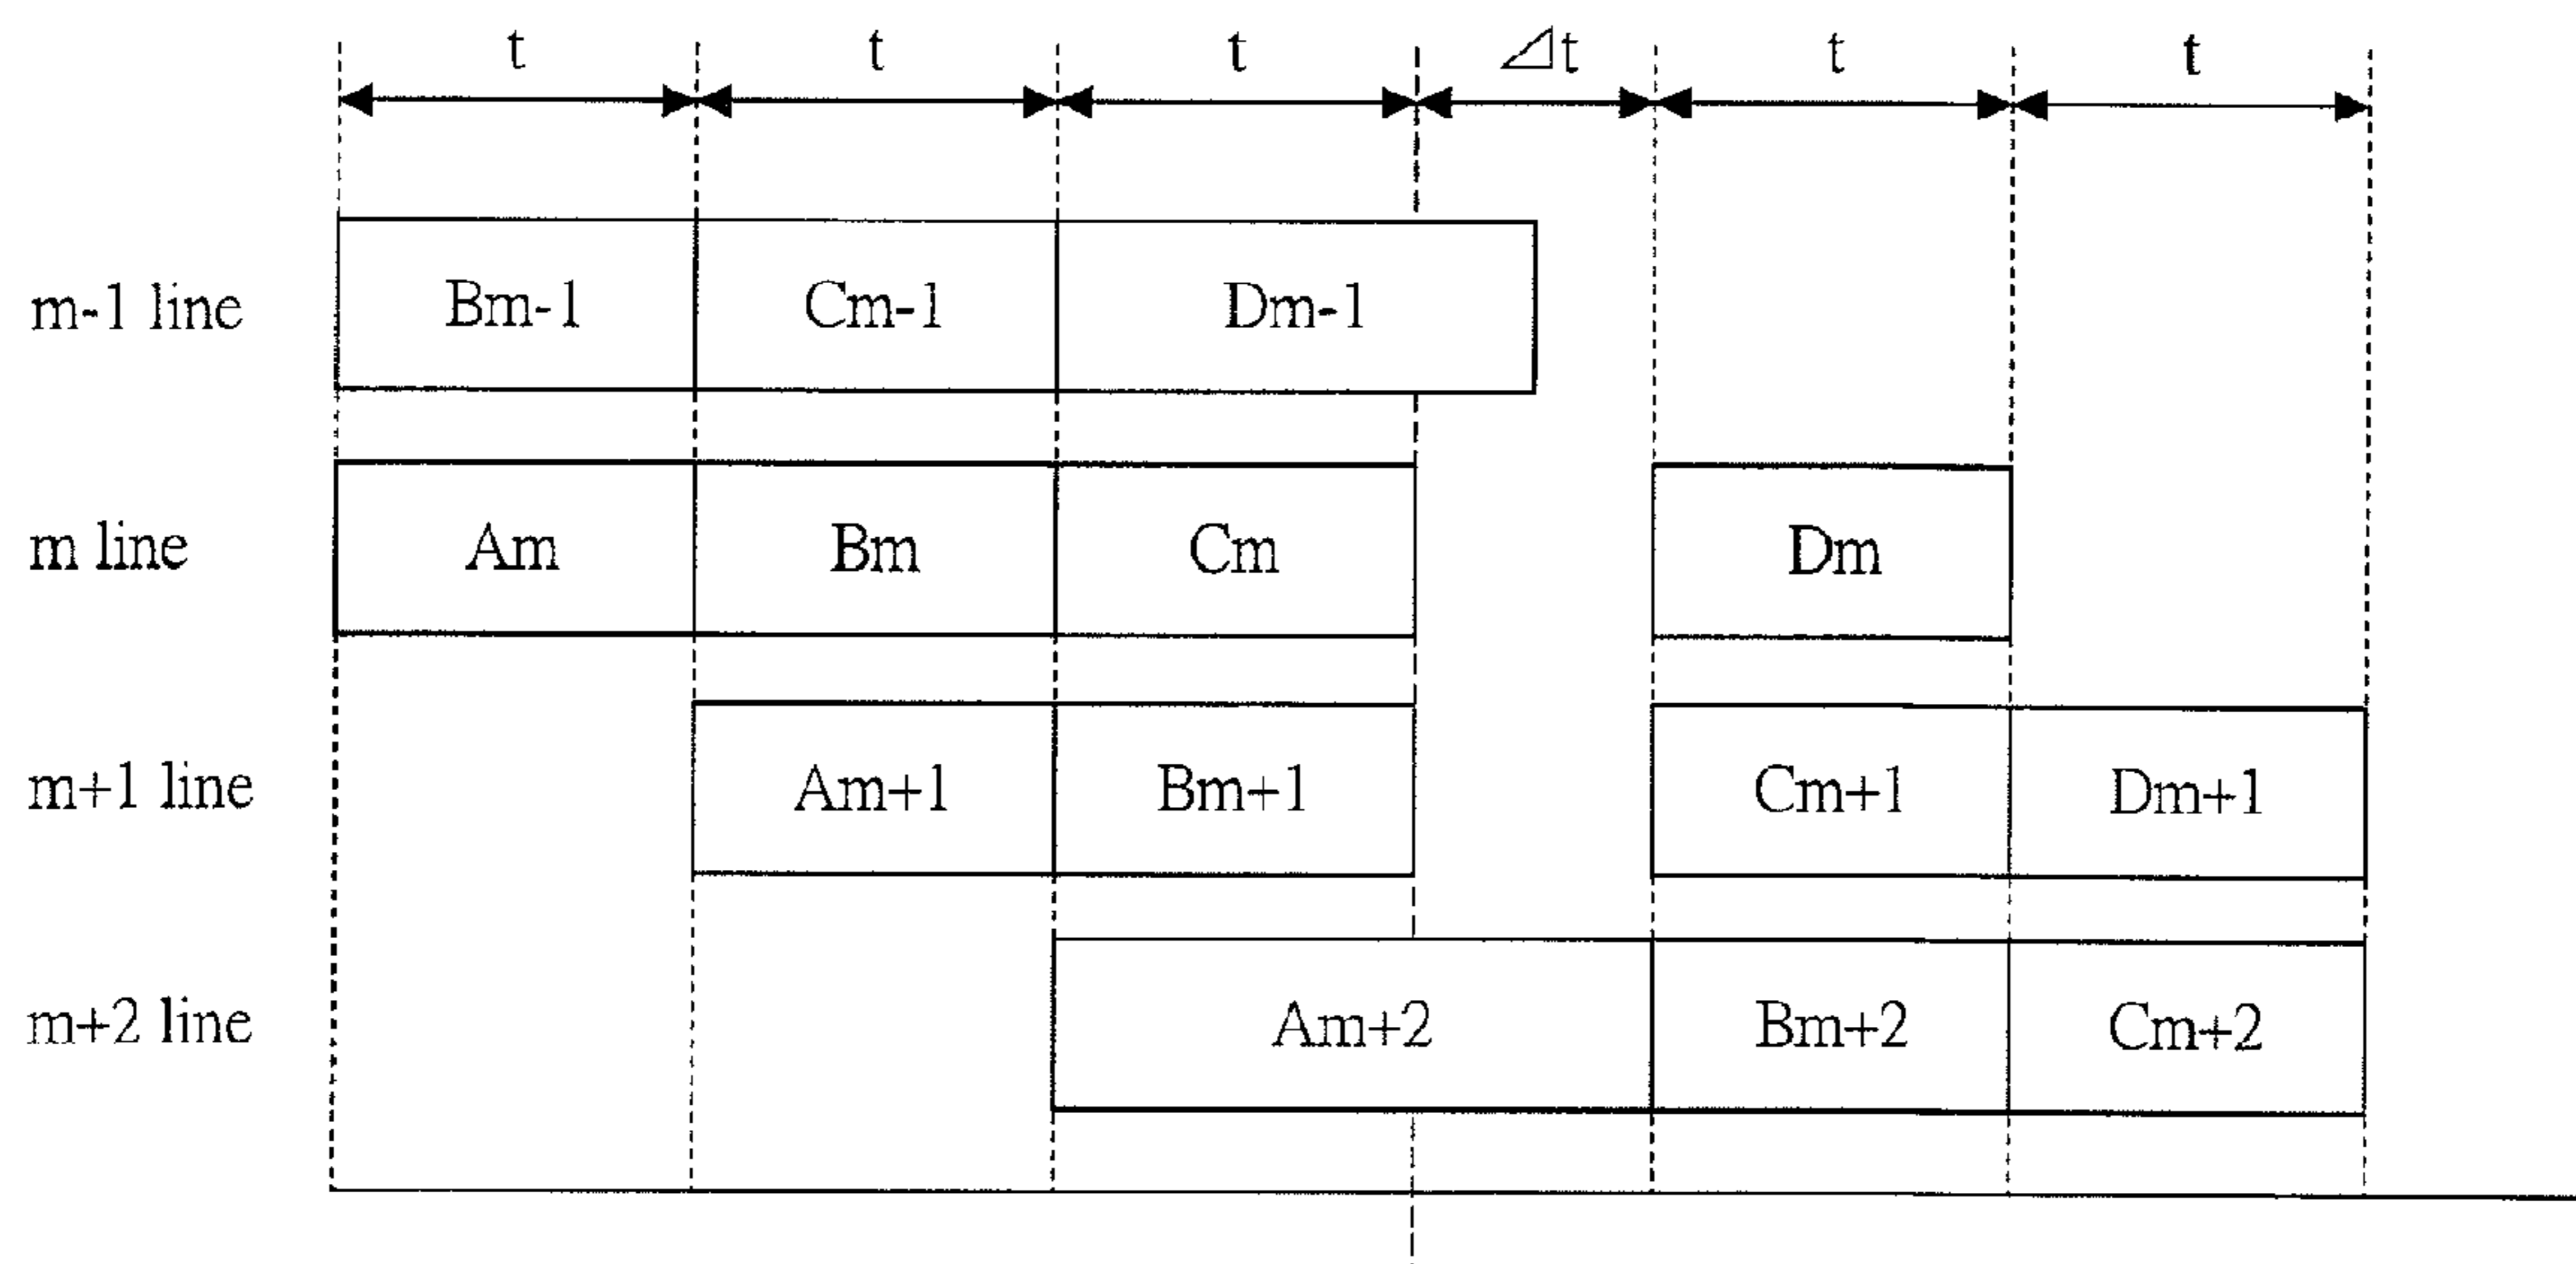 t t t ⊿t t t
m-1 line Bm-1 Cm-1 Dm-1
m line Am Bm Cm Dm
m+1 line Am+1 Bm+1 Cm+1 Dm+1
m+2 line Am+2 Bm+2 Cm+2